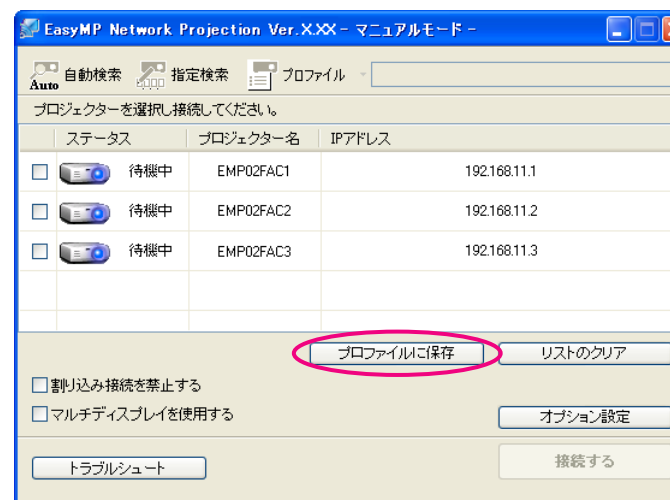 EasyMP Network Projection Ver.X.XX - マニュアルモード -
Auto 自動検索 指定検索 プロファイル
プロジェクターを選択し接続してください。
ステータス プロジェクター名 IPアドレス
待機中 EMP02FAC1 192.168.11.1
待機中 EMP02FAC2 192.168.11.2
待機中 EMP02FAC3 192.168.11.3
プロファイルに保存 リストのクリア
割り込み接続を禁止する
マルチディスプレイを使用する オプション設定
トラブルシュート 接続する